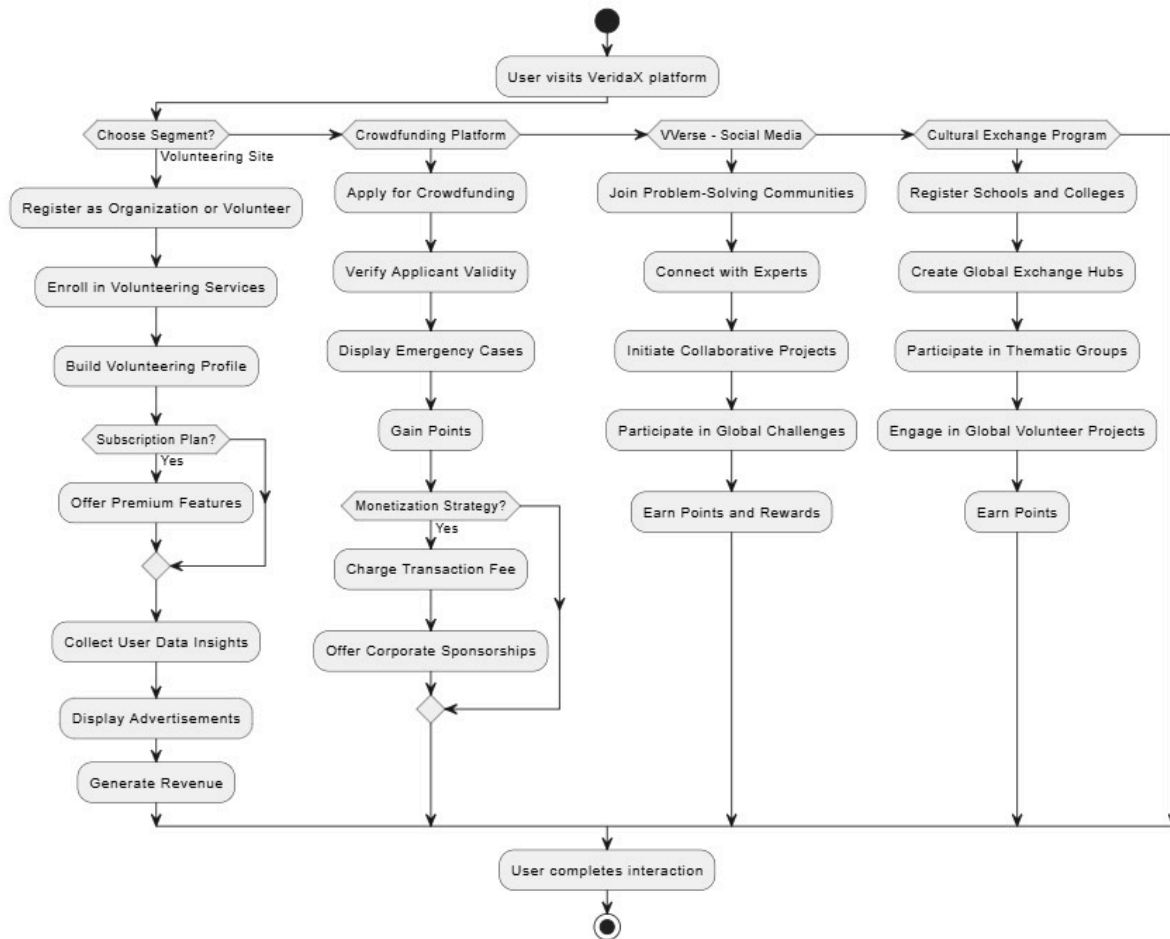 User visits VeridaX platform
Choose Segment?
Volunteering Site
Crowdfunding Platform
VVerse - Social Media
Cultural Exchange Program
Register as Organization or Volunteer
Enroll in Volunteering Services
Build Volunteering Profile
Subscription Plan?
Yes
Offer Premium Features
Collect User Data Insights
Display Advertisements
Generate Revenue
Apply for Crowdfunding
Verify Applicant Validity
Display Emergency Cases
Gain Points
Monetization Strategy?
Yes
Charge Transaction Fee
Offer Corporate Sponsorships
Join Problem-Solving Communities
Connect with Experts
Initiate Collaborative Projects
Participate in Global Challenges
Earn Points and Rewards
Register Schools and Colleges
Create Global Exchange Hubs
Participate in Thematic Groups
Engage in Global Volunteer Projects
Earn Points
User completes interaction